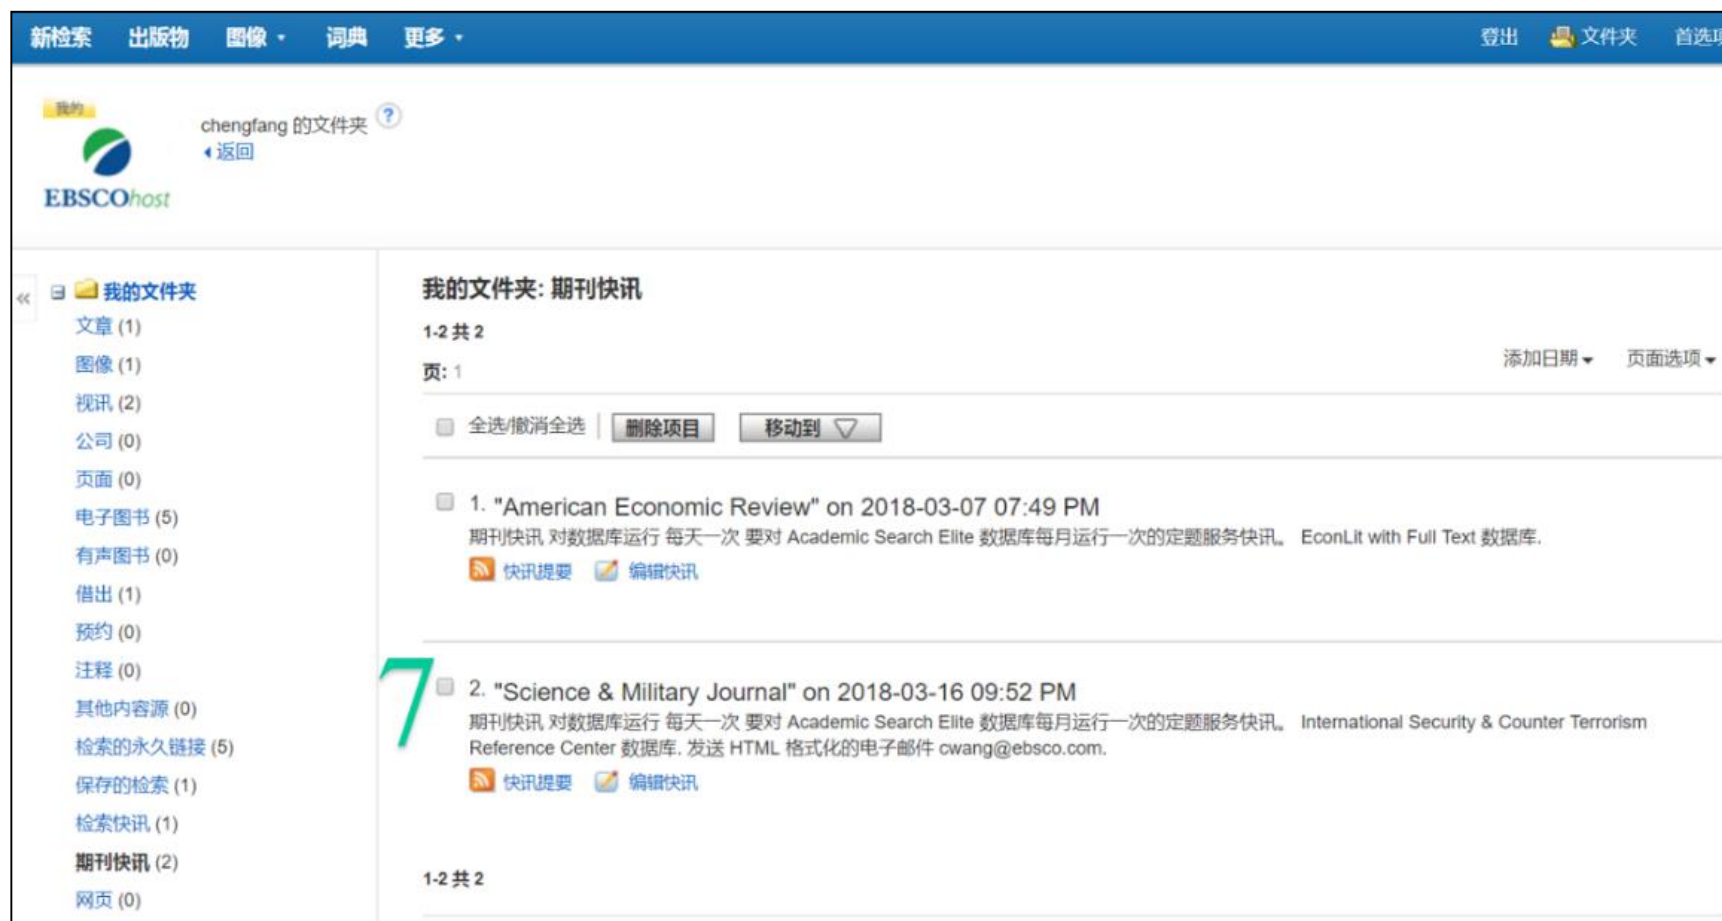 新检索 出版物 图像 词典 更多 登出 文件夹 首选项
我的
chengfang 的文件夹 ?
返回
EBSCOhost
我的文件夹
文章 (1)
图像 (1)
视讯 (2)
公司 (0)
页面 (0)
电子图书 (5)
有声图书 (0)
借出 (1)
预约 (0)
注释 (0)
其他内容源 (0)
检索的永久链接 (5)
保存的检索 (1)
检索快讯 (1)
期刊快讯 (2)
网页 (0)
我的文件夹: 期刊快讯
1-2 共 2
页: 1
添加日期 页面选项
全选/撤消全选 删除项目 移动到
1. "American Economic Review" on 2018-03-07 07:49 PM
期刊快讯 对数据库运行 每天一次 要对 Academic Search Elite 数据库每月运行一次的定题服务快讯。 EconLit with Full Text 数据库.
快讯提要 编辑快讯
7
2. "Science & Military Journal" on 2018-03-16 09:52 PM
期刊快讯 对数据库运行 每天一次 要对 Academic Search Elite 数据库每月运行一次的定题服务快讯。 International Security & Counter Terrorism
Reference Center 数据库. 发送 HTML 格式化的电子邮件 cwang@ebsco.com.
快讯提要 编辑快讯
1-2 共 2